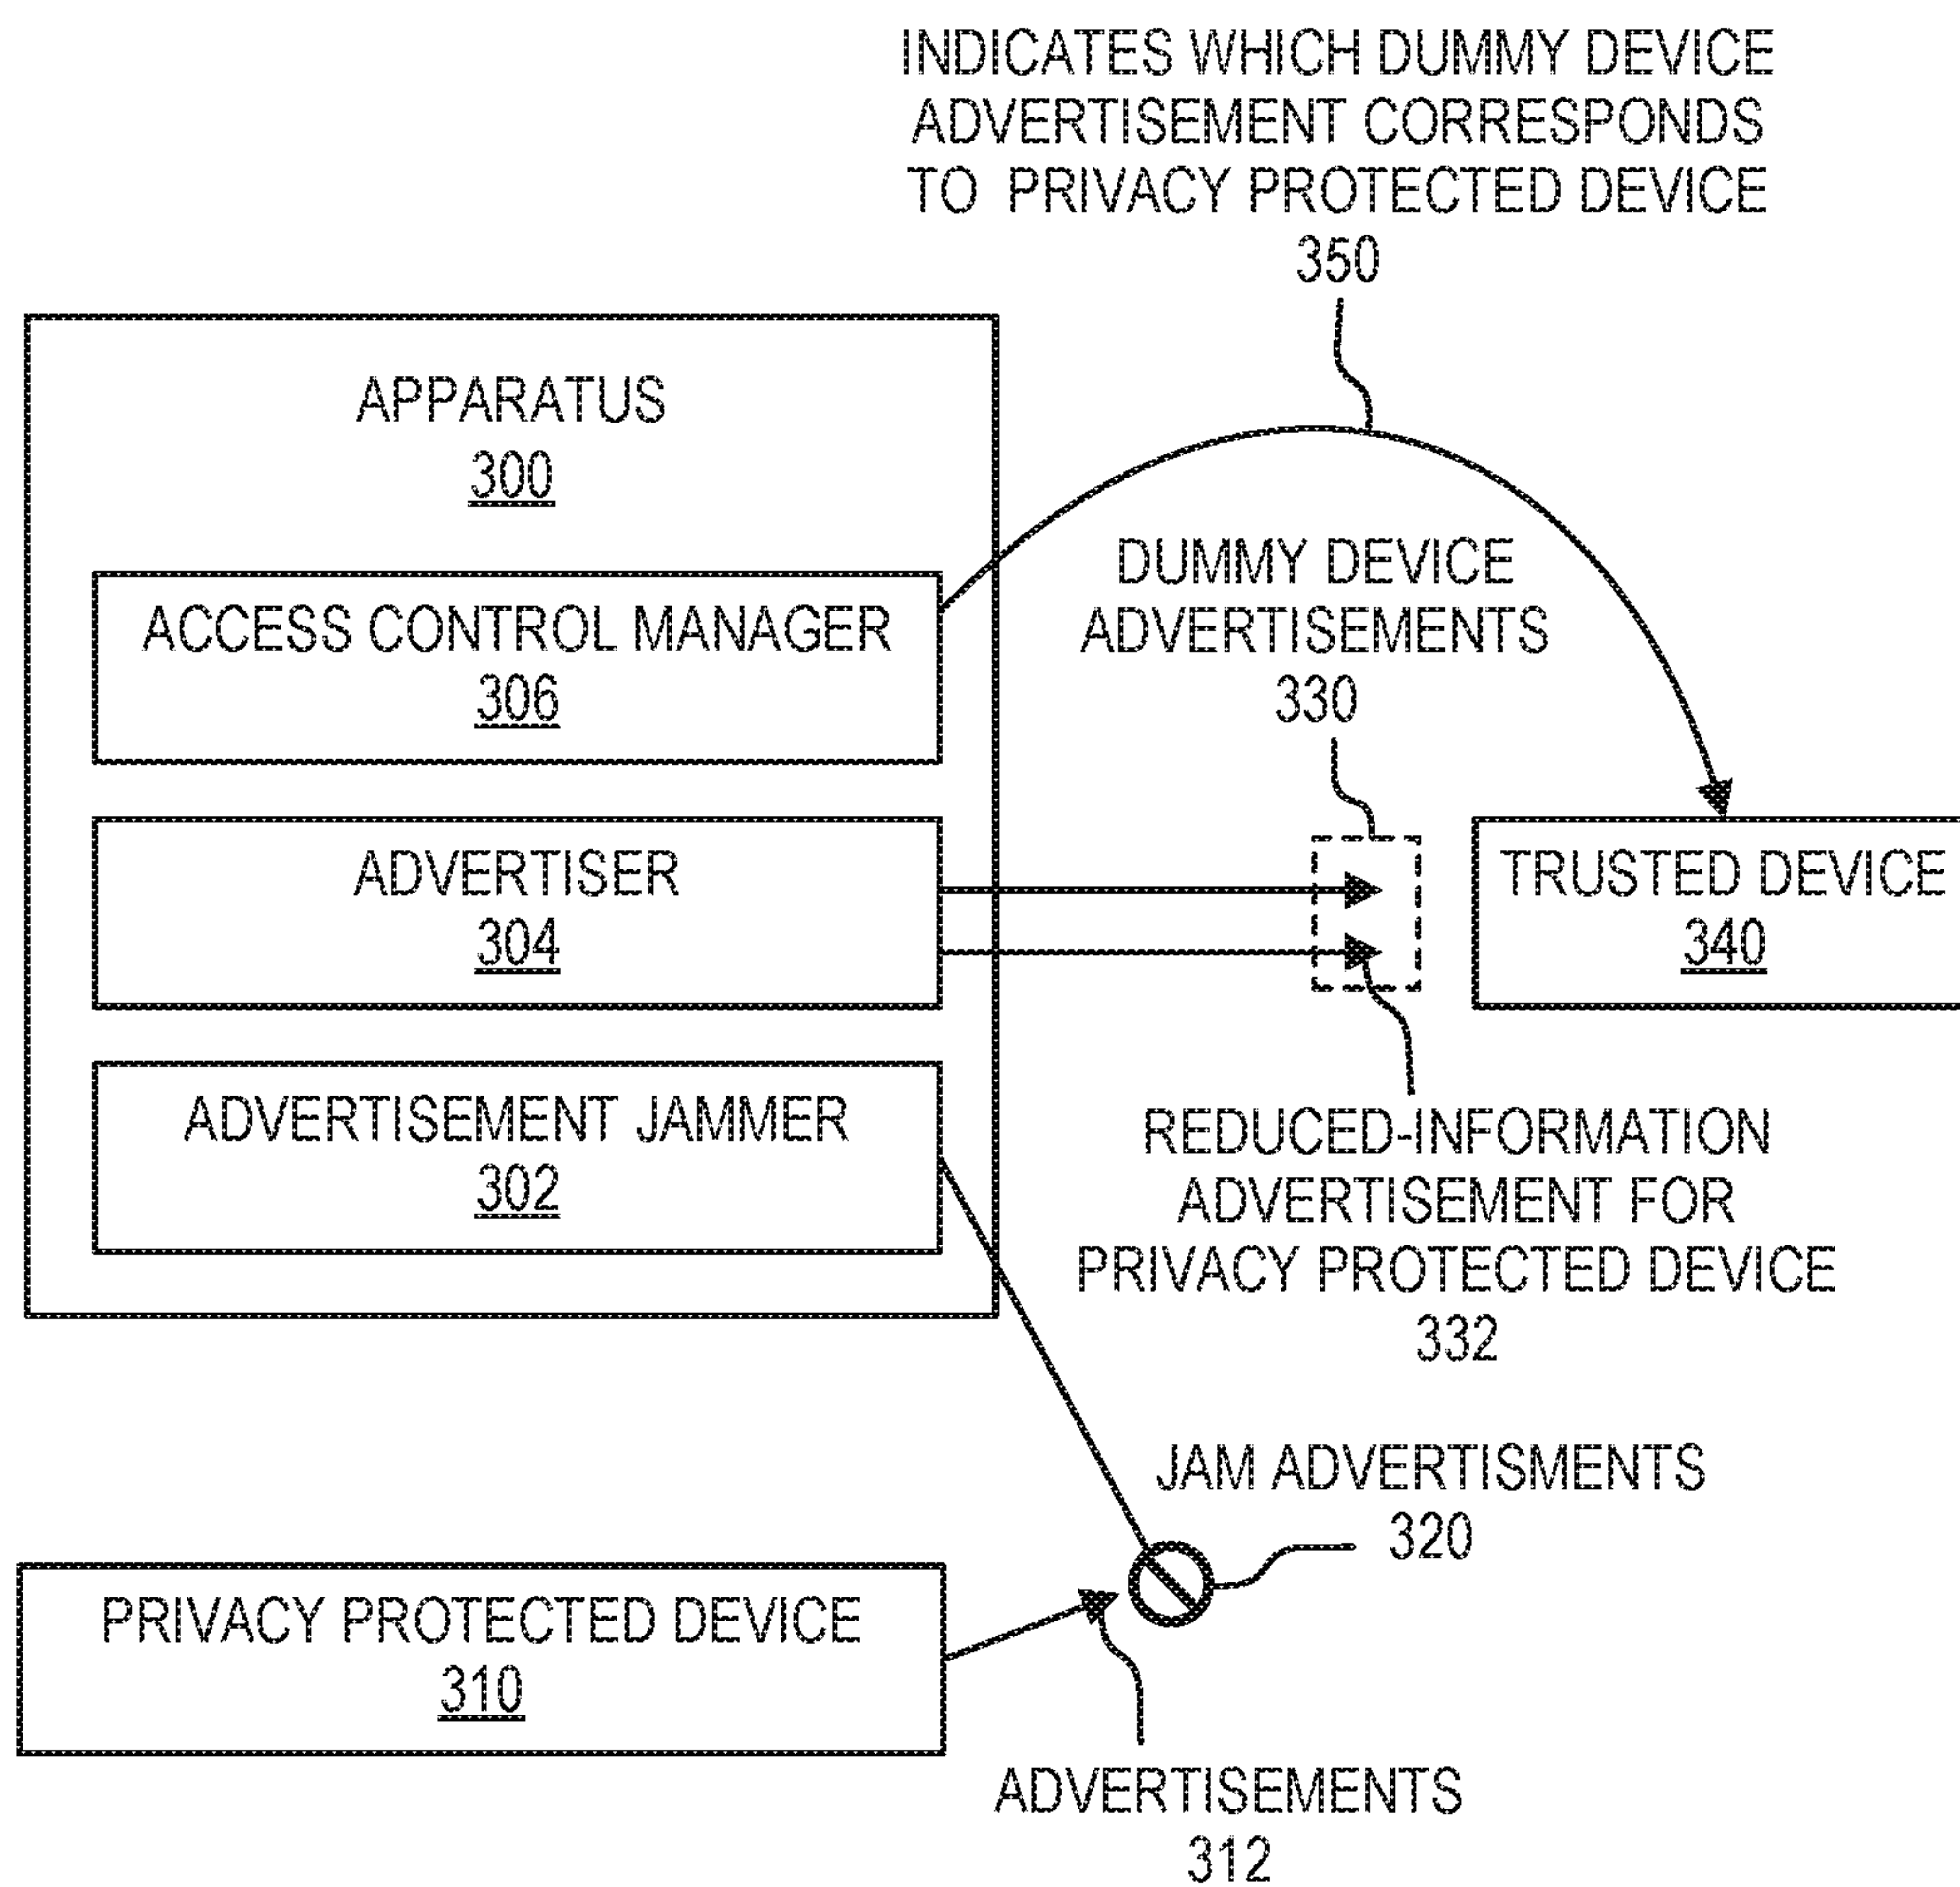 INDICATES WHICH DUMMY DEVICE
ADVERTISEMENT CORRESPONDS
TO PRIVACY PROTECTED DEVICE
350
APPARATUS
300
ACCESS CONTROL MANAGER
306
DUMMY DEVICE
ADVERTISEMENTS
330
ADVERTISER
304
TRUSTED DEVICE
340
ADVERTISEMENT JAMMER
302
REDUCED-INFORMATION
ADVERTISEMENT FOR
PRIVACY PROTECTED DEVICE
332
JAM ADVERTISMENTS
320
PRIVACY PROTECTED DEVICE
310
ADVERTISEMENTS
312